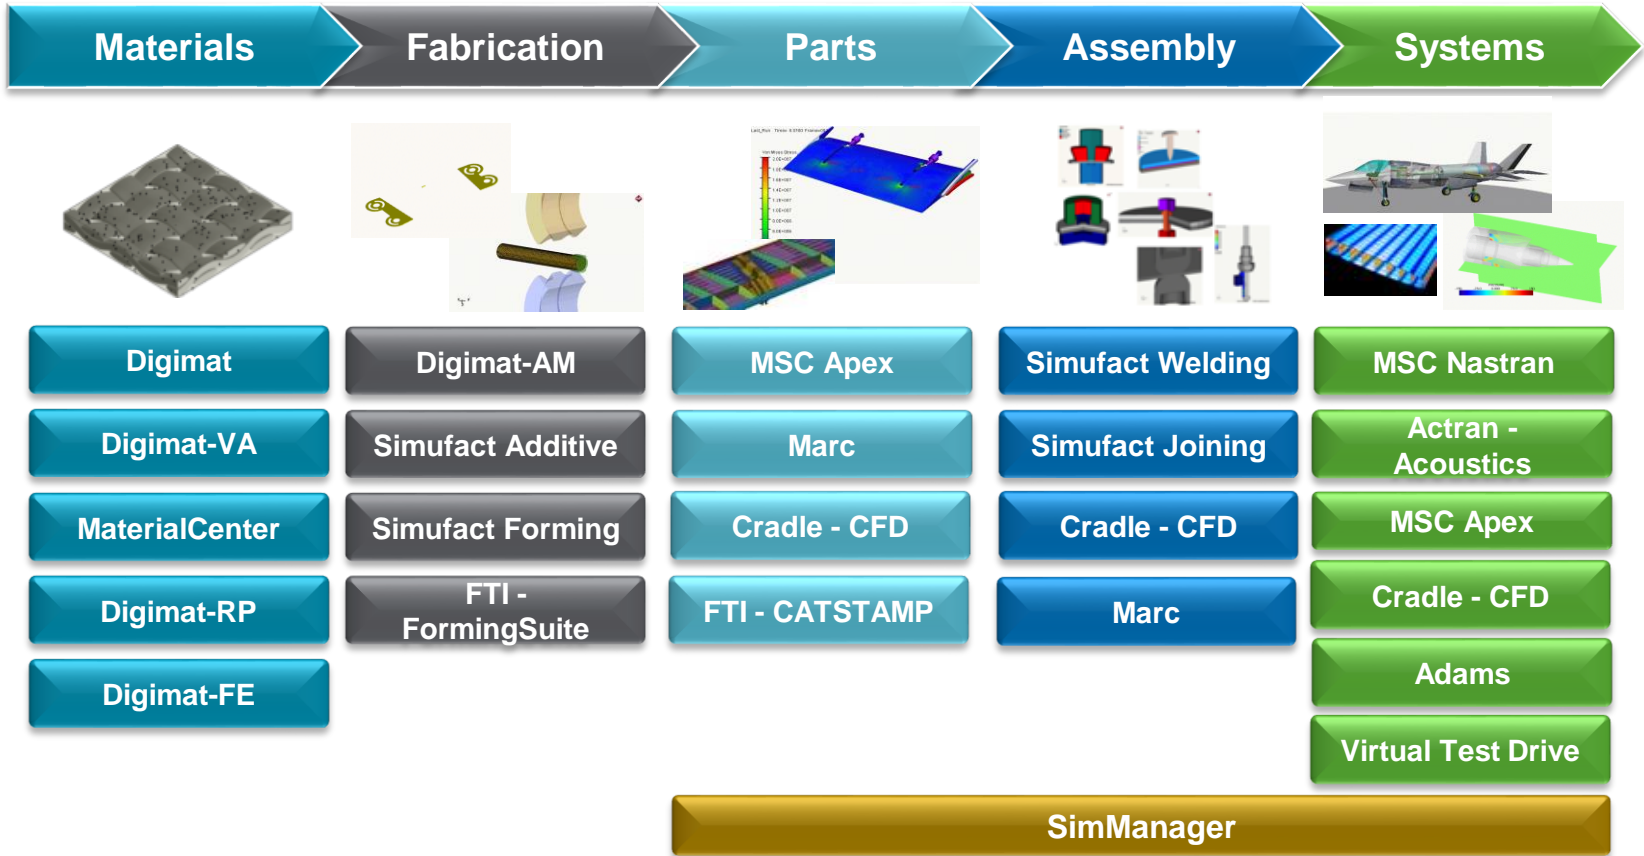 Materials
Fabrication
Parts
Assembly
Systems
Digimat
Digimat-AM
MSC Apex
Simufact Welding
MSC Nastran
Digimat-VA
Simufact Additive
Marc
Simufact Joining
Actran -
Acoustics
MaterialCenter
Simufact Forming
Cradle - CFD
Cradle - CFD
MSC Apex
Digimat-RP
FTI -
FormingSuite
FTI - CATSTAMP
Marc
Cradle - CFD
Digimat-FE
Adams
Virtual Test Drive
SimManager